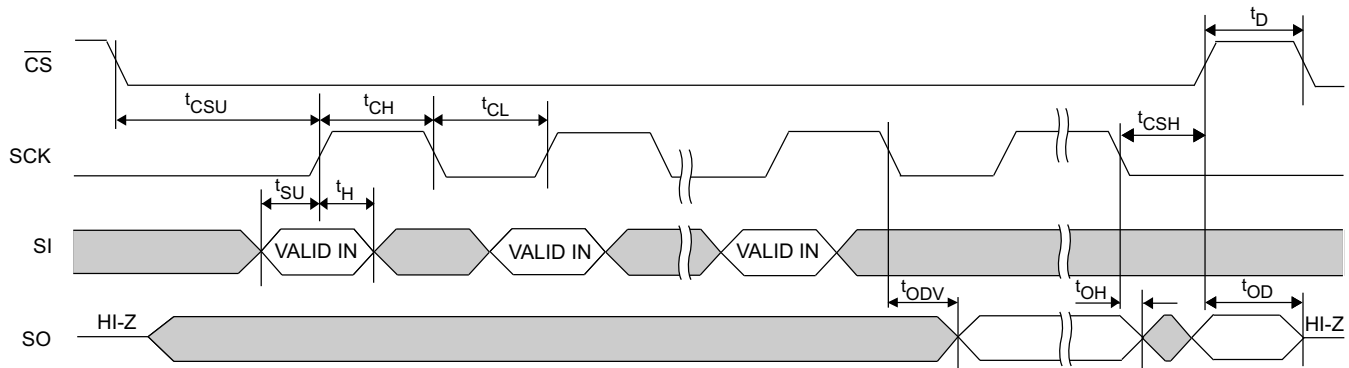 tD
CS
tCSU
tCH
tCL
tCSH
SCK
tSU
tH
SI
VALID IN
VALID IN
VALID IN
tODV
tOH
tOD
HI-Z
HI-Z
SO